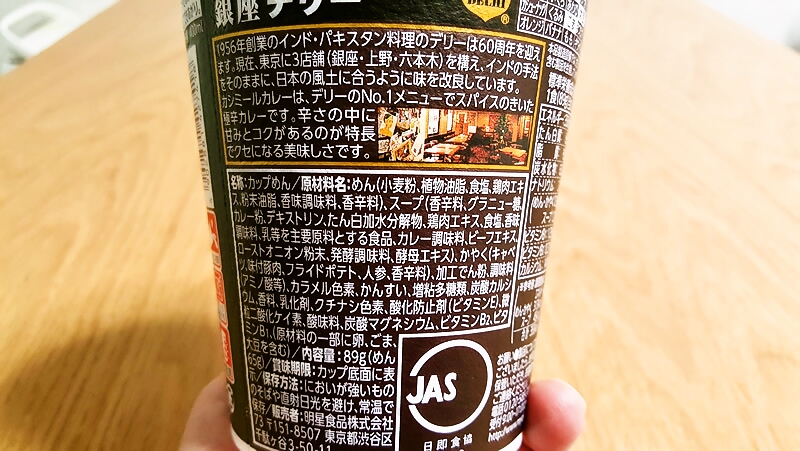 銀座デリー
DELHI
1956年創業のインド・パキスタン料理のデリーは60周年を迎え
ます。現在、東京に3店舗（銀座・上野・六本木）を構え、インドの手法
をそのままに、日本の風土に合うように味を改良しています。
カシミールカレーは、デリーのNo.1メニューでスパイスのきいた
極辛カレーです。辛さの中に
甘みとコクがあるのが特長
でクセになる美味しさです。
名称:カップめん/原材料名:めん(小麦粉、植物油脂、食塩、鶏肉エキ
ス、粉末油脂、香味調味料、香辛料)、スープ(香辛料、グラニュー糖、
カレー粉、デキストリン、たん白加水分解物、鶏肉エキス、食塩、香味
調味料、乳等を主要原料とする食品、カレー調味料、ビーフエキス、
ローストオニオン粉末、発酵調味料、酵母エキス)、かやく(キャベ
ツ、味付豚肉、フライドポテト、人参、香辛料)、加工でん粉、調味料
(アミノ酸等)、カラメル色素、かんすい、増粘多糖類、炭酸カルシ
ウム、香料、乳化剤、クチナシ色素、酸化防止剤(ビタミンE)、微
粒二酸化ケイ素、酸味料、炭酸マグネシウム、ビタミンB2、ビタ
ミンB1、(原材料の一部に卵、ごま、
大豆を含む)/内容量:89g(めん
65g)/賞味期限:カップ底面に表
/保存方法:においが強いもの
のそばや直射日光を避け、常温で
保存/販売者:明星食品株式会社
73 〒151-8507 東京都渋谷区
千駄ヶ谷3-50-11
JAS
日即食協
エネルギー
たん白質
脂
炭水化物
ナトリウム